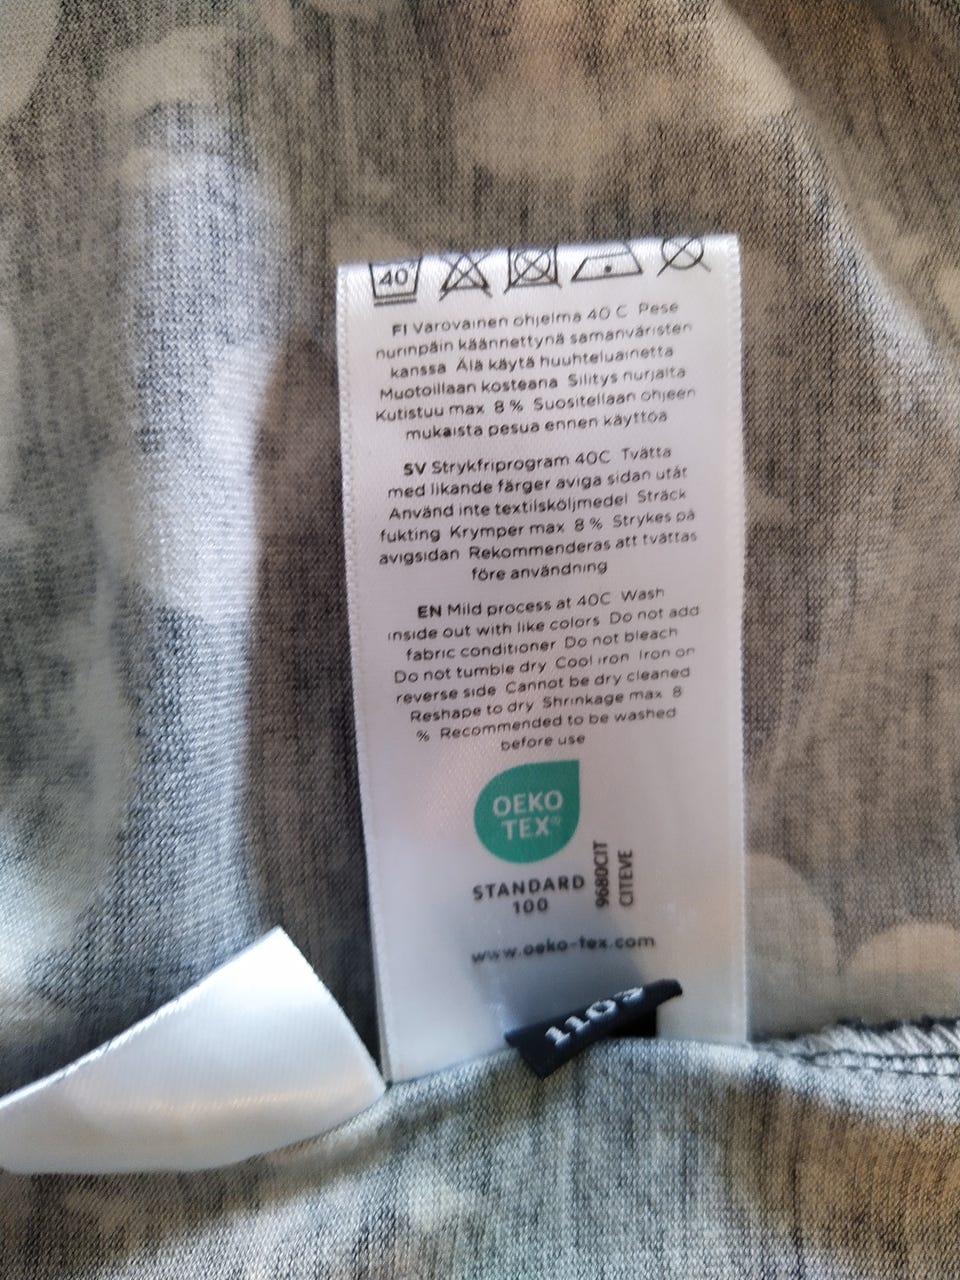 40
FI Varovainen ohjelma 40 C Pese
nurinpäin käännettynä samanväristen
kanssa Älä käytä huuhteluainetta
Muotoillaan kosteana Silitys nurjalta
Kutistuu max 8 % Suositellaan ohjeen
mukaista pesua ennen käyttöä
SV Strykfriprogram 40C Tvätta
med likande färger aviga sidan utåt
Använd inte textilsköljmedel Sträck
fukting Krymper max 8 % Strykes på
avigsidan Rekommenderas att tvättas
före användning
EN Mild process at 40C Wash
inside out with like colors Do not add
fabric conditioner Do not bleach
Do not tumble dry Cool iron Iron on
reverse side Cannot be dry cleaned
Reshape to dry Shrinkage max 8
% Recommended to be washed
before use
OEKO
TEX®
STANDARD
100
9680CIT
CITEVE
www.oeko-tex.com